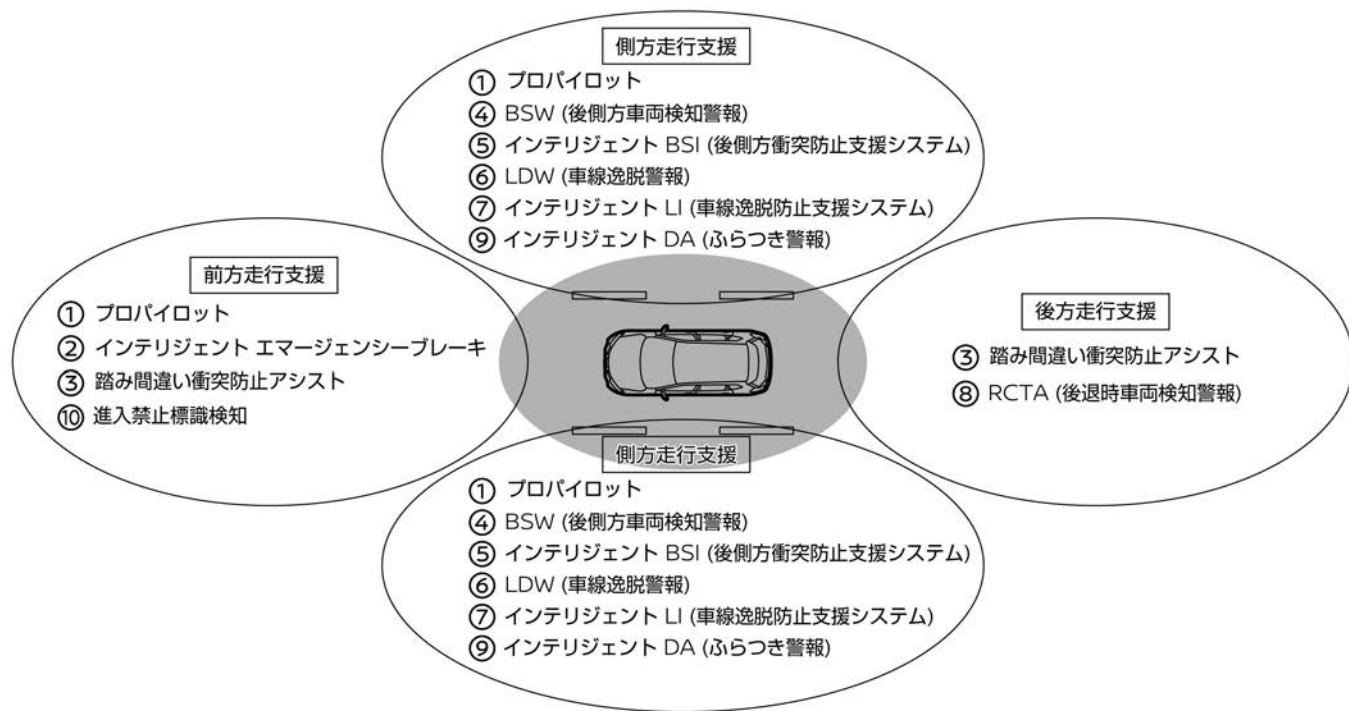 側方走行支援
① プロパイロット
④ BSW (後側方車両検知警報)
⑤ インテリジェント BSI (後側方衝突防止支援システム)
⑥ LDW (車線逸脱警報)
⑦ インテリジェント LI (車線逸脱防止支援システム)
⑨ インテリジェント DA (ふらつき警報)
前方走行支援
① プロパイロット
② インテリジェント エマージェンシーブレーキ
③ 踏み間違い衝突防止アシスト
⑩ 進入禁止標識検知
後方走行支援
③ 踏み間違い衝突防止アシスト
⑧ RCTA (後退時車両検知警報)
側方走行支援
① プロパイロット
④ BSW (後側方車両検知警報)
⑤ インテリジェント BSI (後側方衝突防止支援システム)
⑥ LDW (車線逸脱警報)
⑦ インテリジェント LI (車線逸脱防止支援システム)
⑨ インテリジェント DA (ふらつき警報)